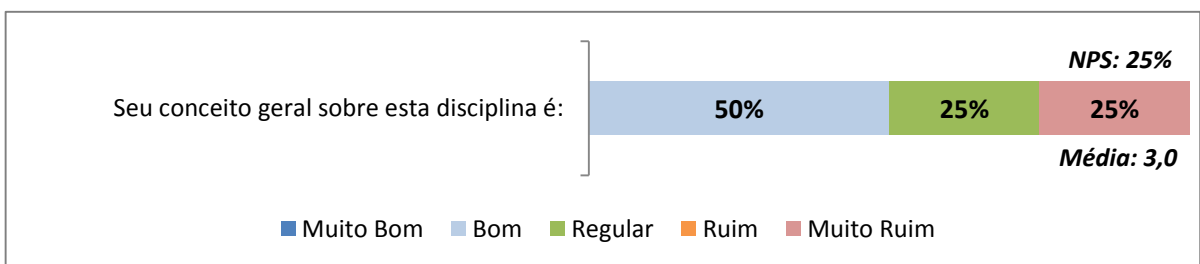 NPS: 25%
Seu conceito geral sobre esta disciplina é:
50% 25% 25%
Média: 3,0
Muito Bom Bom Regular Ruim Muito Ruim